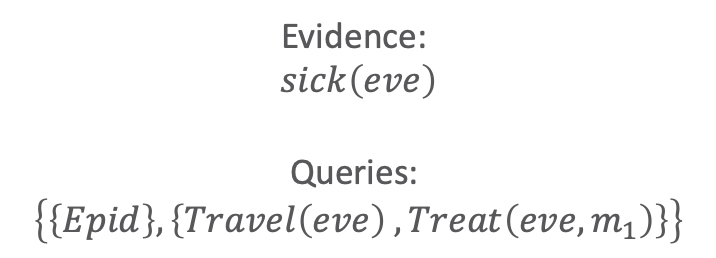 Evidence:
sick(eve)
Queries:
{{Epid},{Travel(eve) ,Treat(eve,m₁)}}